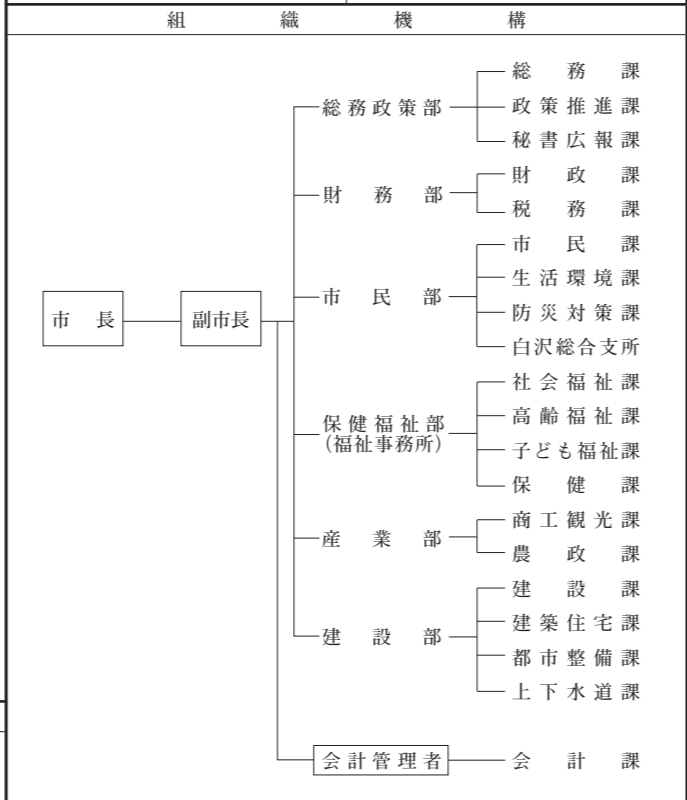 組織機構
総務課
総務政策部
政策推進課
秘書広報課
財政課
財務部
税務課
市民課
生活環境課
市民部
防災対策課
市長
副市長
白沢総合支所
社会福祉課
高齢福祉課
保健福祉部
(福祉事務所)
子ども福祉課
保健課
商工観光課
産業部
農政課
建設課
建築住宅課
建設部
都市整備課
上下水道課
会計管理者
会計課